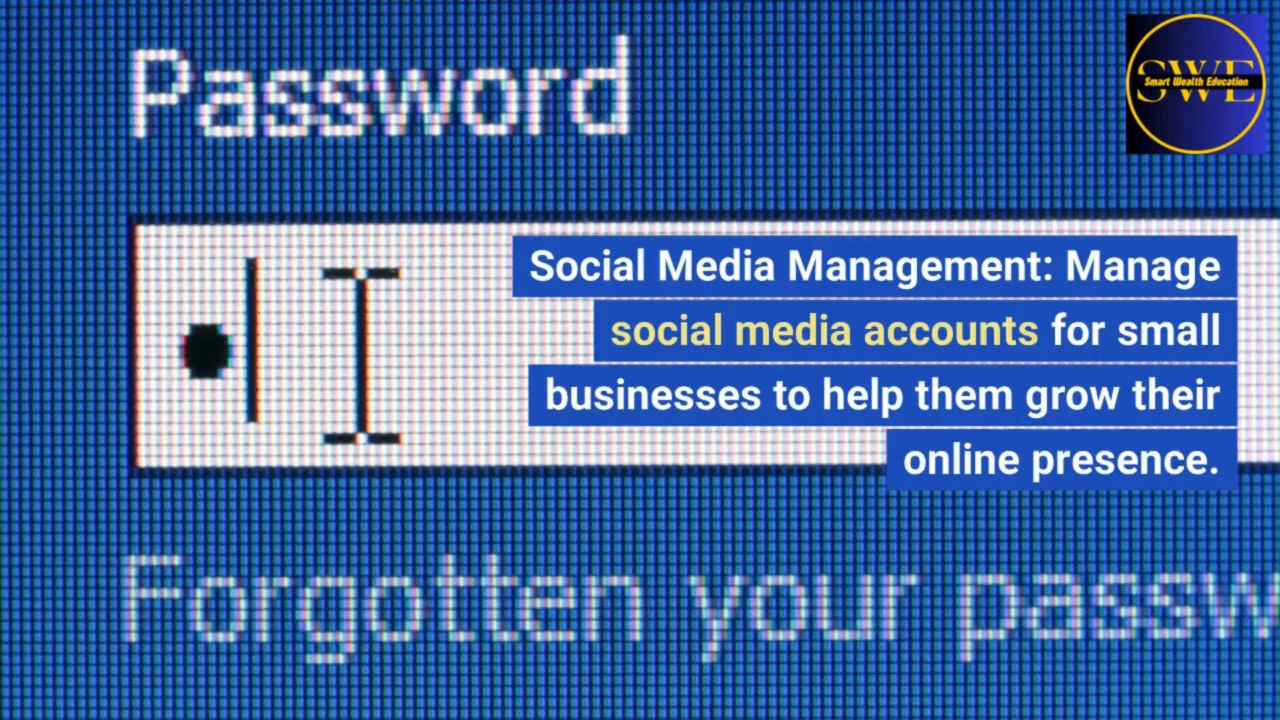 Password
SWE
Smart Wealth Education
Social Media Management: Manage
social media accounts for small
businesses to help them grow their
online presence.
Forgotten your passw